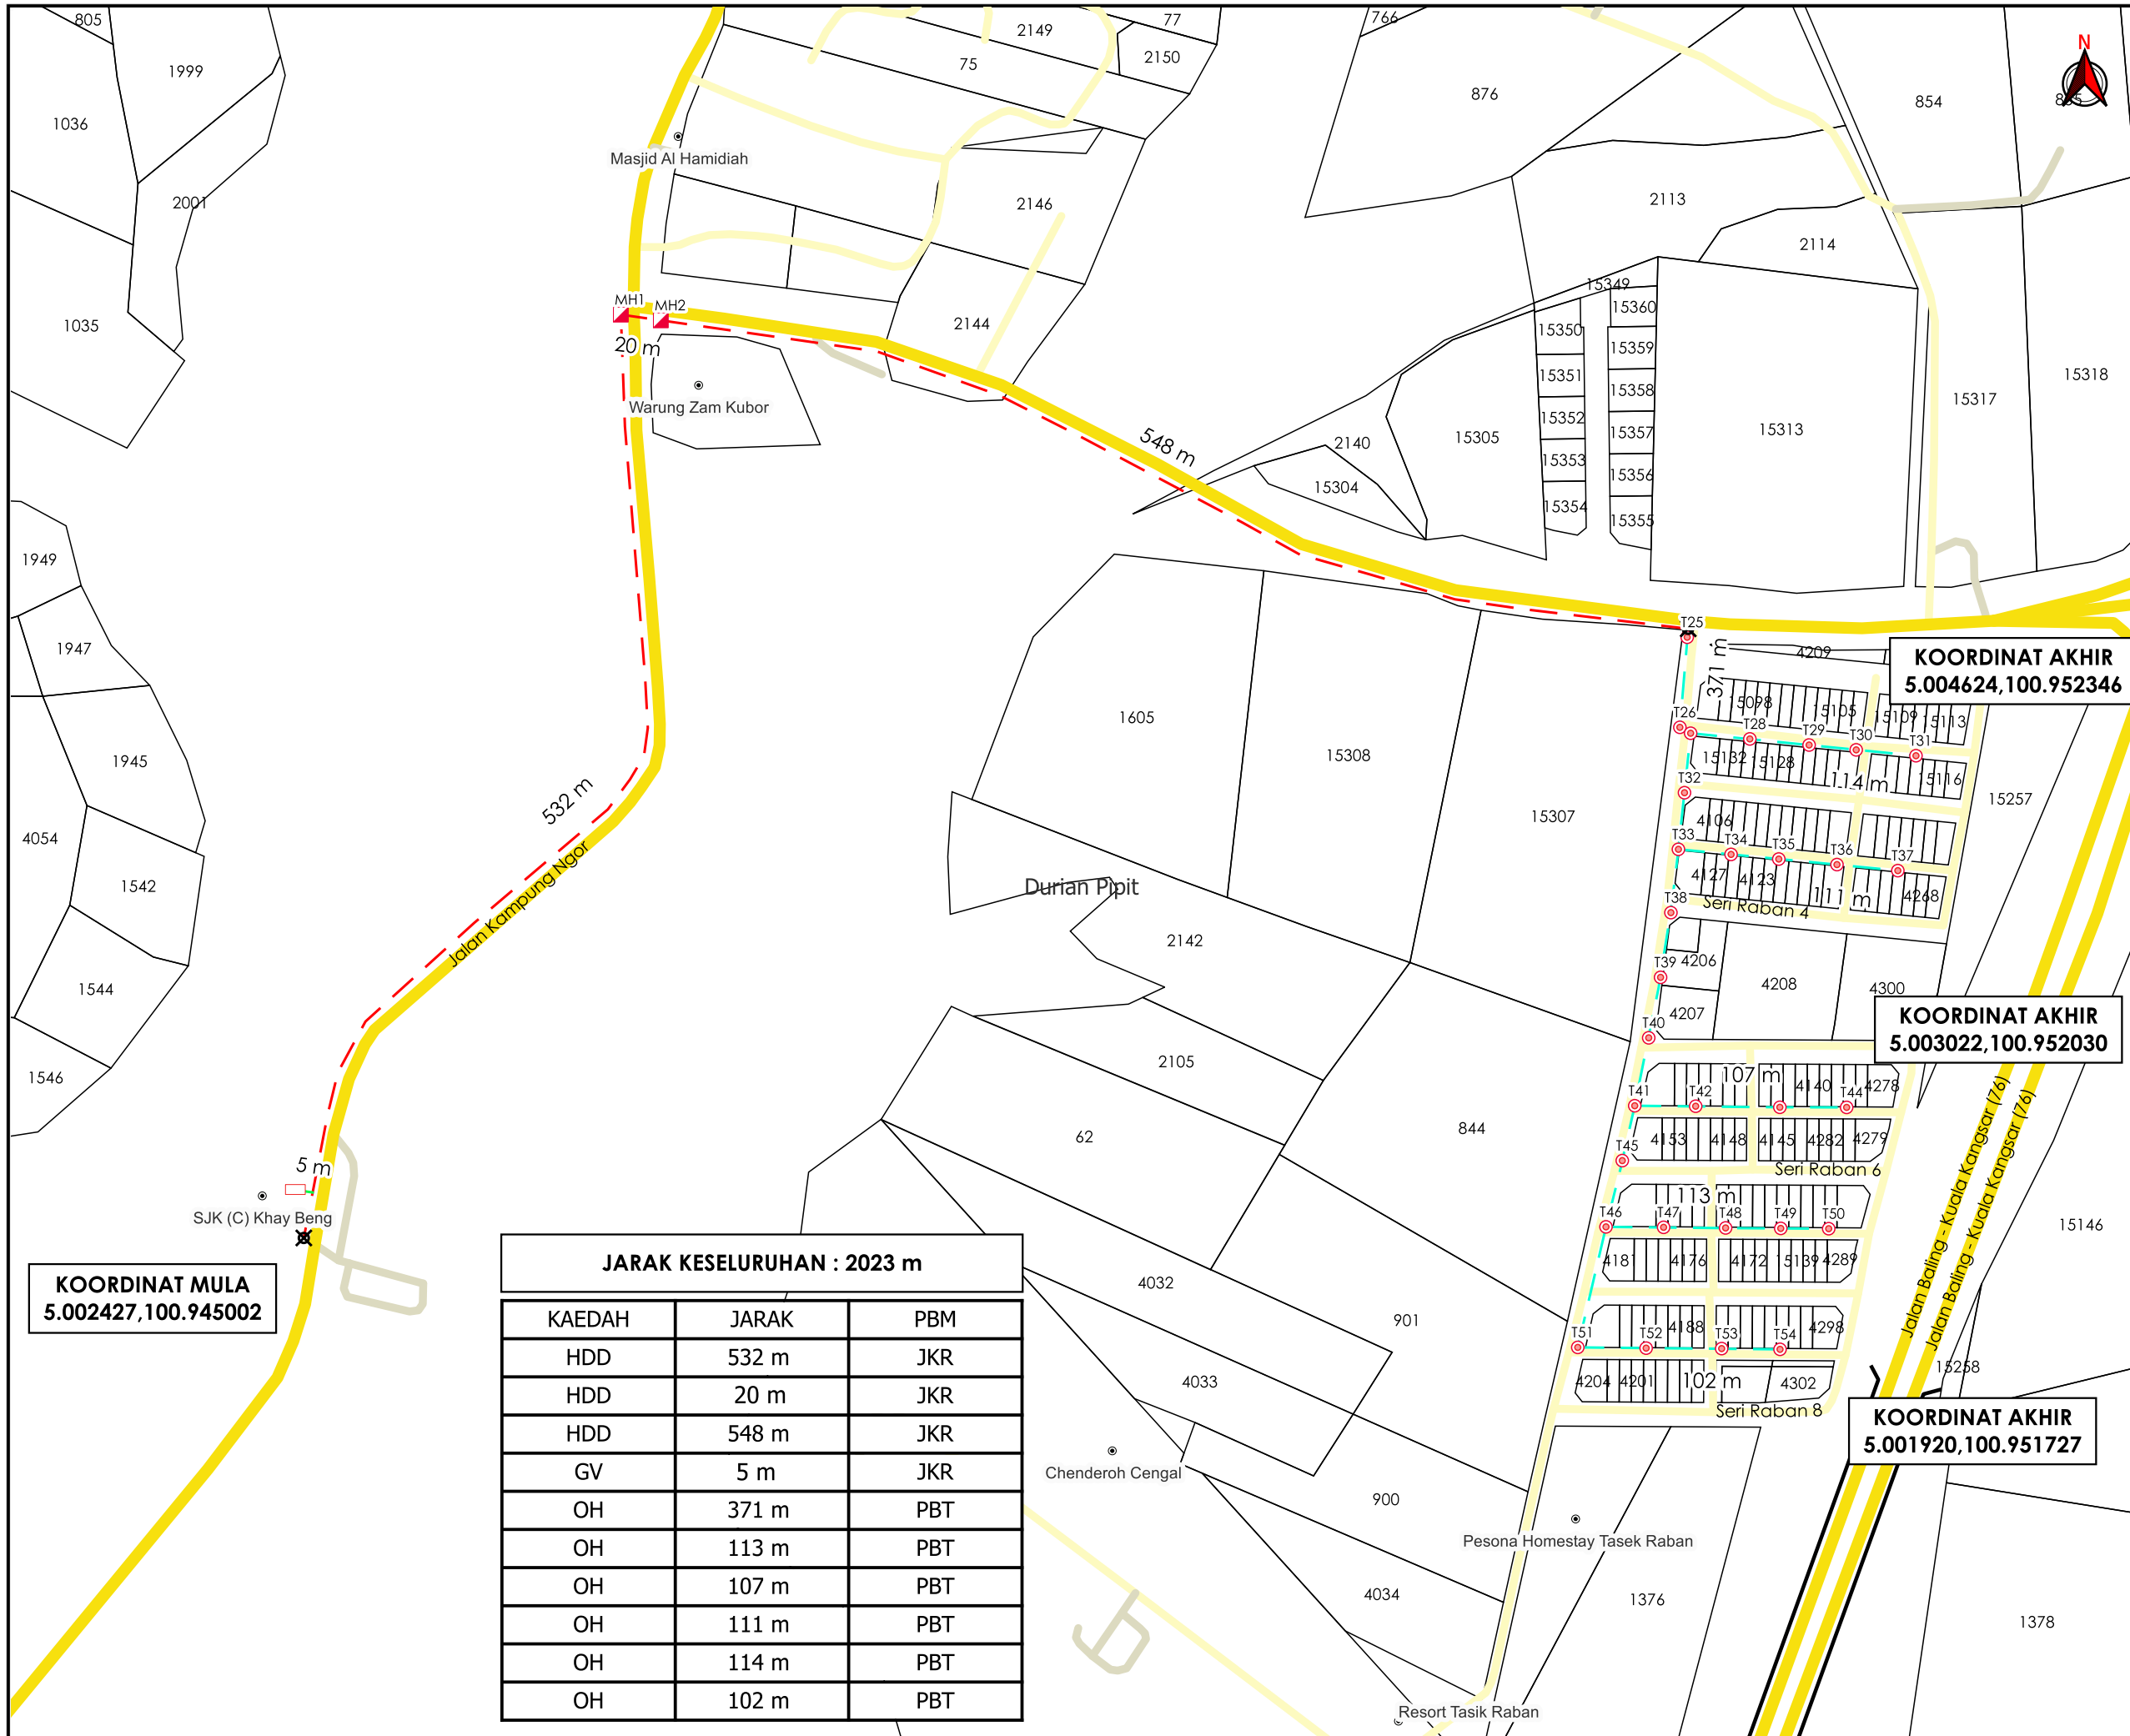 805
1999
1036
2001
1035
1949
1947
1945
4054
1542
1544
1546
77
2149
75
2150
Masjid Al Hamidiah
2146
2144
MH1
MH2
20 m
Warung Zam Kubor
548 m
766
876
854
N
2113
2114
15349
15360
15350
15359
15351
15358
15352
15357
15353
15356
15354
15355
2140
15305
15304
15313
15317
15318
T25
4209
371 m
KOORDINAT AKHIR
5.004624,100.952346
15098
15105
15109
15113
T26
T28
T29
T30
T31
15132
15128
114 m
15116
T32
15257
4106
T33
T34
T35
T36
T37
4127
4123
111 m
4268
T38
Seri Raban 4
T39
4206
4208
4300
4207
T40
KOORDINAT AKHIR
5.003022,100.952030
107 m
4140
4278
T41
T42
T44
4153
4148
4145
4282
4279
T45
Seri Raban 6
113 m
T46
T47
T48
T49
T50
4181
4176
4172
15139
4289
T51
T52
4188
T53
T54
4298
4204
4201
102 m
4302
Seri Raban 8
15146
15258
KOORDINAT AKHIR
5.001920,100.951727
Jalan Baling - Kuala Kangsar (76)
Jalan Baling - Kuala Kangsar (76)
1605
15308
15307
Durian Pipit
2142
2105
62
844
4032
901
4033
Chenderoh Cengal
900
Pesona Homestay Tasek Raban
4034
1376
1378
Resort Tasik Raban
532 m
Jalan Kampung Ngor
5 m
SJK (C) Khay Beng
KOORDINAT MULA
5.002427,100.945002
JARAK KESELURUHAN : 2023 m
KAEDAH JARAK PBM
HDD 532 m JKR
HDD 20 m JKR
HDD 548 m JKR
GV 5 m JKR
OH 371 m PBT
OH 113 m PBT
OH 107 m PBT
OH 111 m PBT
OH 114 m PBT
OH 102 m PBT